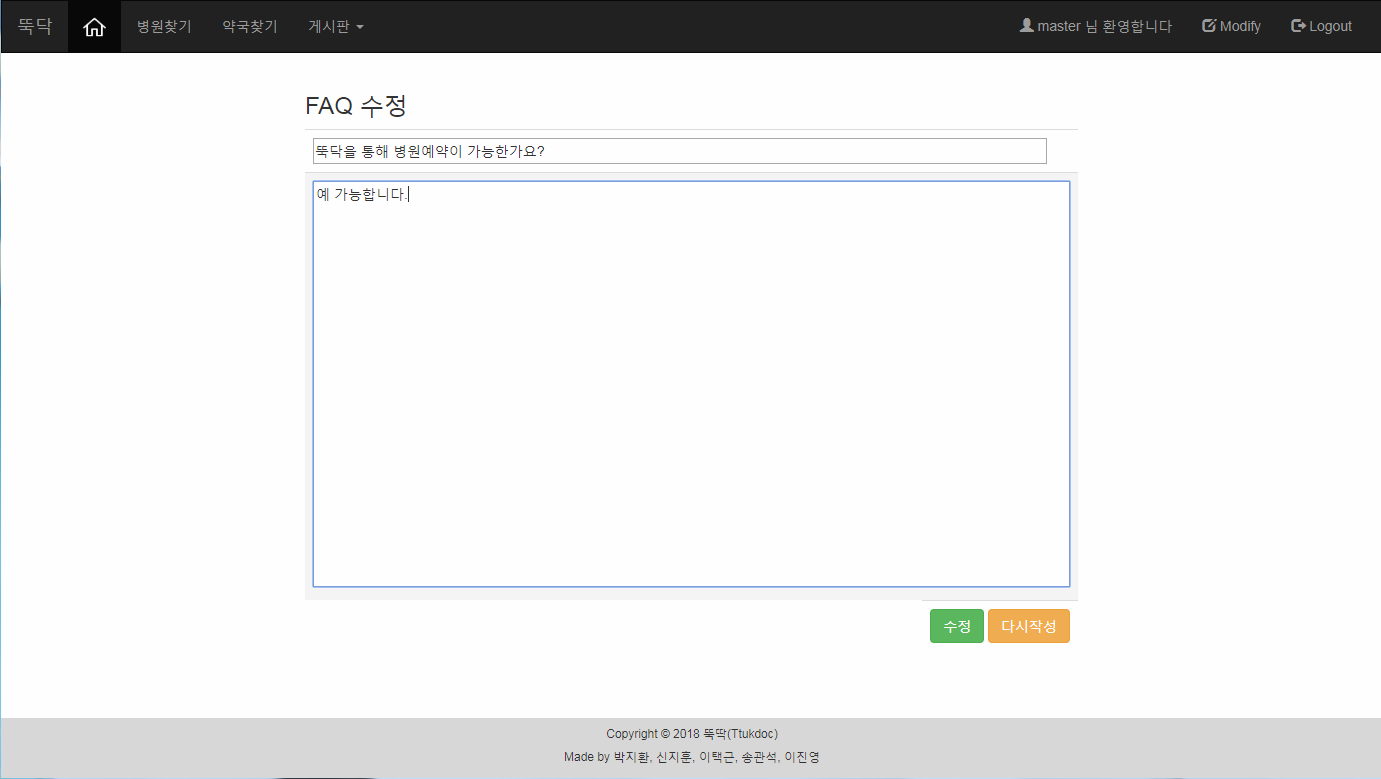 뚝닥 병원찾기 약국찾기 게시판 master 님 환영합니다 Modify Logout
FAQ 수정
뚝닥을 통해 병원예약이 가능한가요?
예 가능합니다.
수정 다시작성
Copyright © 2018 뚝딱(Ttukdoc)
Made by 박지환, 신지훈, 이택근, 송관석, 이진영